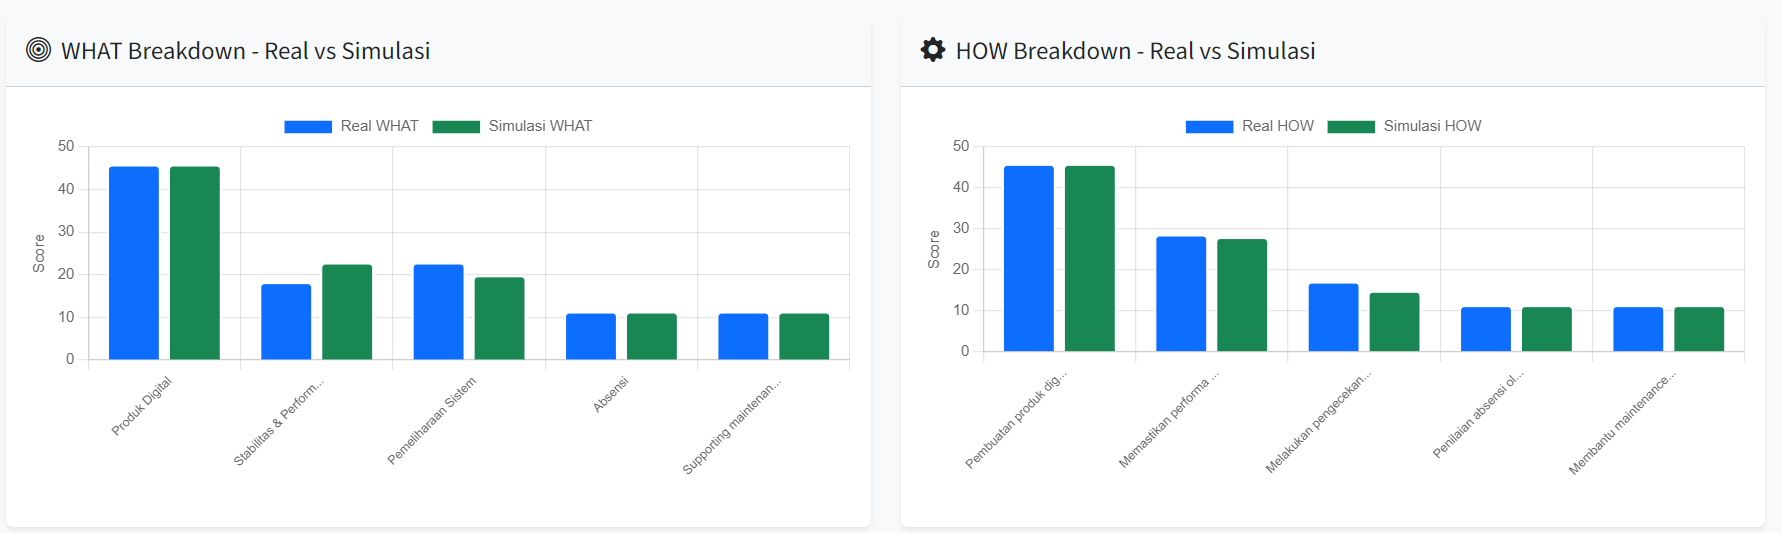 WHAT Breakdown - Real vs Simulasi
Real WHAT
Simulasi WHAT
Score
50
40
30
20
10
0
Produk Digital
Stabilitas & Perform...
Pemeliharaan Sistem
Absensi
Supporting maintenan...
HOW Breakdown - Real vs Simulasi
Real HOW
Simulasi HOW
Score
50
40
30
20
10
0
Pembuatan produk dig...
Memastikan performa ...
Melakukan pengecekan...
Penilaian absensi ol...
Membantu maintenance...